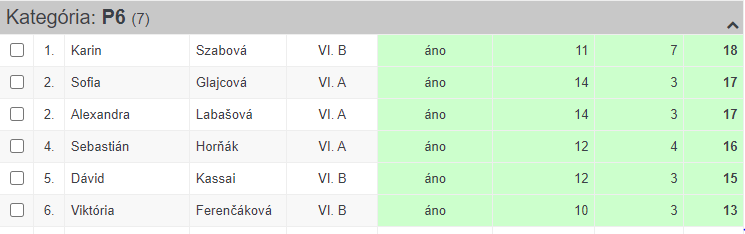 Kategória: P6 (7)
1. Karin Szabová VI. B áno 11 7 18
2. Sofia Glajcová VI. A áno 14 3 17
2. Alexandra Labašová VI. A áno 14 3 17
4. Sebastián Horňák VI. A áno 12 4 16
5. Dávid Kassai VI. B áno 12 3 15
6. Viktória Ferenčáková VI. B áno 10 3 13